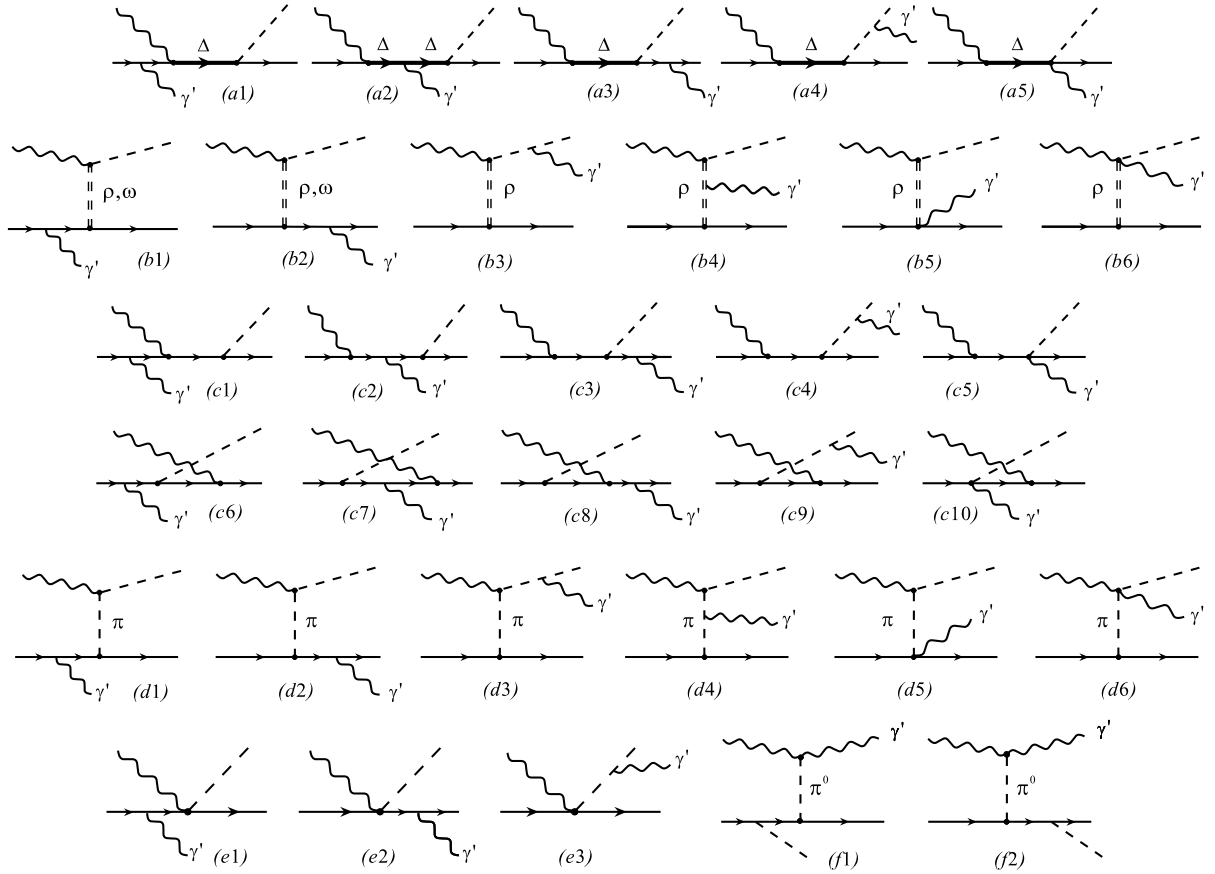 Δ γ' (a1)
Δ Δ γ' (a2)
Δ γ' (a3)
Δ γ' (a4)
Δ γ' (a5)
ρ,ω γ' (b1)
ρ,ω γ' (b2)
ρ γ' (b3)
ρ γ' (b4)
ρ γ' (b5)
ρ γ' (b6)
γ' (c1)
γ' (c2)
γ' (c3)
γ' (c4)
γ' (c5)
γ' (c6)
γ' (c7)
γ' (c8)
γ' (c9)
γ' (c10)
π γ' (d1)
π γ' (d2)
π γ' (d3)
π γ' (d4)
π γ' (d5)
π γ' (d6)
γ' (e1)
γ' (e2)
γ' (e3)
γ' π⁰ (f1)
γ' π⁰ (f2)